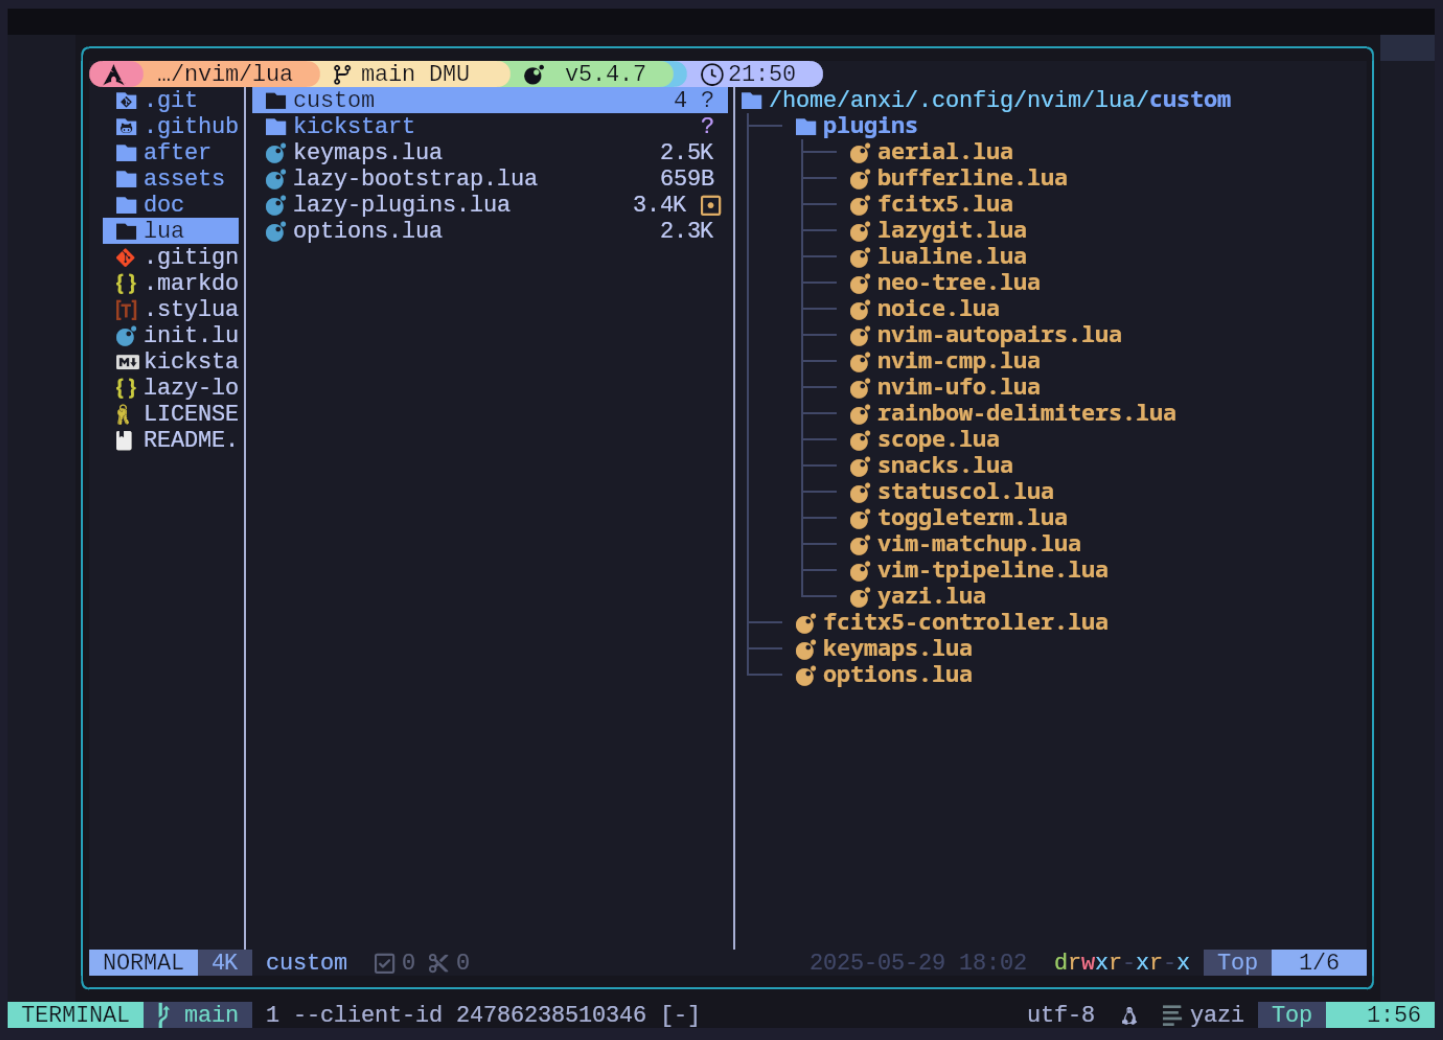 …/nvim/lua main DMU v5.4.7 21:50
.git
.github
after
assets
doc
lua
.gitign
.markdo
.stylua
init.lu
kicksta
lazy-lo
LICENSE
README.
custom 4 ?
kickstart ?
keymaps.lua 2.5K
lazy-bootstrap.lua 659B
lazy-plugins.lua 3.4K
options.lua 2.3K
/home/anxi/.config/nvim/lua/custom
plugins
aerial.lua
bufferline.lua
fcitx5.lua
lazygit.lua
lualine.lua
neo-tree.lua
noice.lua
nvim-autopairs.lua
nvim-cmp.lua
nvim-ufo.lua
rainbow-delimiters.lua
scope.lua
snacks.lua
statuscol.lua
toggleterm.lua
vim-matchup.lua
vim-tpipeline.lua
yazi.lua
fcitx5-controller.lua
keymaps.lua
options.lua
NORMAL 4K custom 0 0 2025-05-29 18:02 drwxr-xr-x Top 1/6
TERMINAL main 1 --client-id 24786238510346 [-] utf-8 yazi Top 1:56